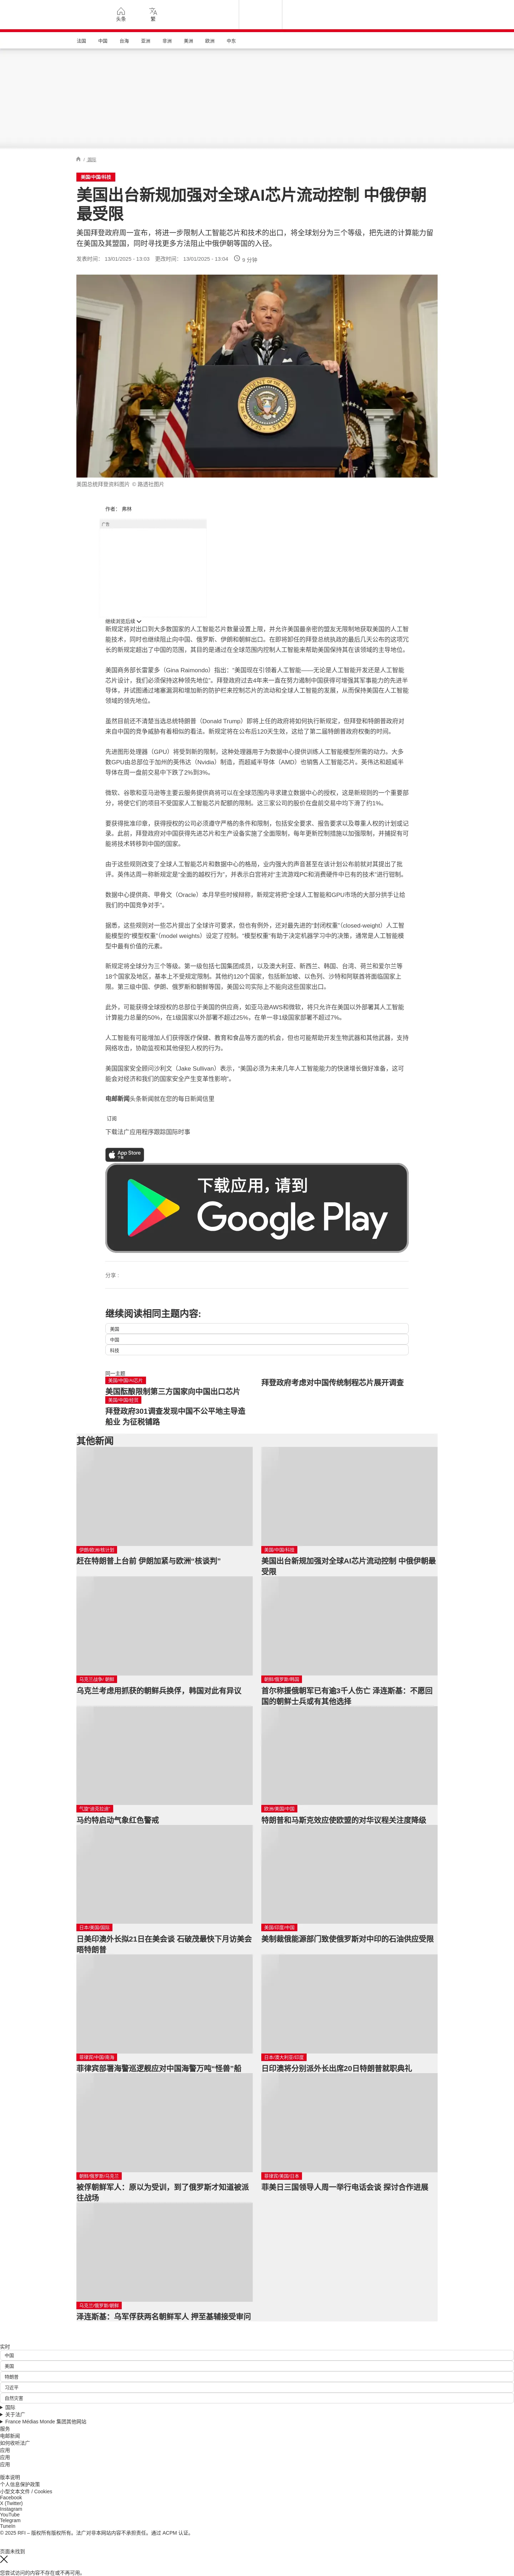 头条
繁
法国
中国
台湾
亚洲
非洲
美洲
欧洲
中东
/ 国际
美国/中国/科技
美国出台新规加强对全球AI芯片流动控制 中俄伊朝最受限
美国拜登政府周一宣布，将进一步限制人工智能芯片和技术的出口，将全球划分为三个等级，把先进的计算能力留在美国及其盟国，同时寻找更多方法阻止中俄伊朝等国的入径。
发表时间： 13/01/2025 - 13:03 更改时间： 13/01/2025 - 13:04 9 分钟
美国总统拜登资料图片 © 路透社图片
作者： 弗林
广告
继续浏览后续
新规定将对出口到大多数国家的人工智能芯片数量设置上限，并允许美国最亲密的盟友无限制地获取美国的人工智能技术，同时也继续阻止向中国、俄罗斯、伊朗和朝鲜出口。在即将卸任的拜登总统执政的最后几天公布的这项冗长的新规定超出了中国的范围，其目的是通过在全球范围内控制人工智能来帮助美国保持其在该领域的主导地位。
美国商务部长雷蒙多（Gina Raimondo）指出："美国现在引领着人工智能——无论是人工智能开发还是人工智能芯片设计，我们必须保持这种领先地位"。拜登政府过去4年来一直在努力遏制中国获得可增强其军事能力的先进半导体，并试图通过堵塞漏洞和增加新的防护栏来控制芯片的流动和全球人工智能的发展，从而保持美国在人工智能领域的领先地位。
虽然目前还不清楚当选总统特朗普（Donald Trump）即将上任的政府将如何执行新规定，但拜登和特朗普政府对来自中国的竞争威胁有着相似的看法。新规定将在公布后120天生效，这给了第二届特朗普政府权衡的时间。
先进图形处理器（GPU）将受到新的限制，这种处理器用于为数据中心提供训练人工智能模型所需的动力。大多数GPU由总部位于加州的英伟达（Nvidia）制造，而超威半导体（AMD）也销售人工智能芯片。英伟达和超威半导体在周一盘前交易中下跌了2%到3%。
微软、谷歌和亚马逊等主要云服务提供商将可以在全球范围内寻求建立数据中心的授权，这是新规则的一个重要部分，将使它们的项目不受国家人工智能芯片配额的限制。这三家公司的股价在盘前交易中均下滑了约1%。
要获得批准印章，获得授权的公司必须遵守严格的条件和限制，包括安全要求、报告要求以及尊重人权的计划或记录。此前，拜登政府对中国获得先进芯片和生产设备实施了全面限制，每年更新控制措施以加强限制，并捕捉有可能将技术转移到中国的国家。
由于这些规则改变了全球人工智能芯片和数据中心的格局，业内强大的声音甚至在该计划公布前就对其提出了批评。英伟达周一称新规定是"全面的越权行为"，并表示白宫将对"主流游戏PC和消费硬件中已有的技术"进行钳制。
数据中心提供商、甲骨文（Oracle）本月早些时候辩称，新规定将把"全球人工智能和GPU市场的大部分拱手让给我们的中国竞争对手"。
据悉，这些规则对一些芯片提出了全球许可要求，但也有例外，还对最先进的"封闭权重"（closed-weight）人工智能模型的"模型权重"（model weights）设定了控制。"模型权重"有助于决定机器学习中的决策，通常是人工智能模型中最有价值的元素。
新规定将全球分为三个等级。第一级包括七国集团成员，以及澳大利亚、新西兰、韩国、台湾、荷兰和爱尔兰等18个国家及地区，基本上不受规定限制。其他约120个国家，包括新加坡、以色列、沙特和阿联酋将面临国家上限。第三级中国、伊朗、俄罗斯和朝鲜等国，美国公司实际上不能向这些国家出口。
此外，可能获得全球授权的总部位于美国的供应商，如亚马逊AWS和微软，将只允许在美国以外部署其人工智能计算能力总量的50%，在1级国家以外部署不超过25%，在单一非1级国家部署不超过7%。
人工智能有可能增加人们获得医疗保健、教育和食品等方面的机会，但也可能帮助开发生物武器和其他武器，支持网络攻击，协助监视和其他侵犯人权的行为。
美国国家安全顾问沙利文（Jake Sullivan）表示，"美国必须为未来几年人工智能能力的快速增长做好准备，这可能会对经济和我们的国家安全产生变革性影响"。
电邮新闻头条新闻就在您的每日新闻信里
订阅
下载法广应用程序跟踪国际时事
App Store
下载应用，请到
Google Play
分享 :
继续阅读相同主题内容:
美国
中国
科技
同一主题
美国/中国/AI芯片
美国酝酿限制第三方国家向中国出口芯片
拜登政府考虑对中国传统制程芯片展开调查
美国/中国/经贸
拜登政府301调查发现中国不公平地主导造船业 为征税铺路
其他新闻
伊朗/欧洲/核计划
赶在特朗普上台前 伊朗加紧与欧洲“核谈判”
美国/中国/科技
美国出台新规加强对全球AI芯片流动控制 中俄伊朝最受限
乌克兰战争/ 朝鲜
乌克兰考虑用抓获的朝鲜兵换俘，韩国对此有异议
朝鲜/俄罗斯/韩国
首尔称援俄朝军已有逾3千人伤亡 泽连斯基：不愿回国的朝鲜士兵或有其他选择
气旋"迪克拉迪"
马约特启动气象红色警戒
欧洲/美国/中国
特朗普和马斯克效应使欧盟的对华议程关注度降级
日本/美国/国际
日美印澳外长拟21日在美会谈 石破茂最快下月访美会晤特朗普
美国/印度/中国
美制裁俄能源部门致使俄罗斯对中印的石油供应受限
菲律宾/中国/南海
菲律宾部署海警巡逻舰应对中国海警万吨“怪兽”船
日本/澳大利亚/印度
日印澳将分别派外长出席20日特朗普就职典礼
朝鲜/俄罗斯/乌克兰
被俘朝鲜军人：原以为受训，到了俄罗斯才知道被派往战场
菲律宾/美国/日本
菲美日三国领导人周一举行电话会谈 探讨合作进展
乌克兰/俄罗斯/朝鲜
泽连斯基：乌军俘获两名朝鲜军人 押至基辅接受审问
实时
中国
美国
特朗普
习近平
自然灾害
国际
关于法广
France Médias Monde 集团其他网站
服务
电邮新闻
如何收听法广
应用
应用
应用
版本说明
个人信息保护政策
小型文本文件 / Cookies
Facebook
X (Twitter)
Instagram
YouTube
Telegram
TuneIn
© 2025 RFI – 版权所有版权所有。法广对非本网站内容不承担责任。通过 ACPM 认证。
页面未找到
您尝试访问的内容不存在或不再可用。